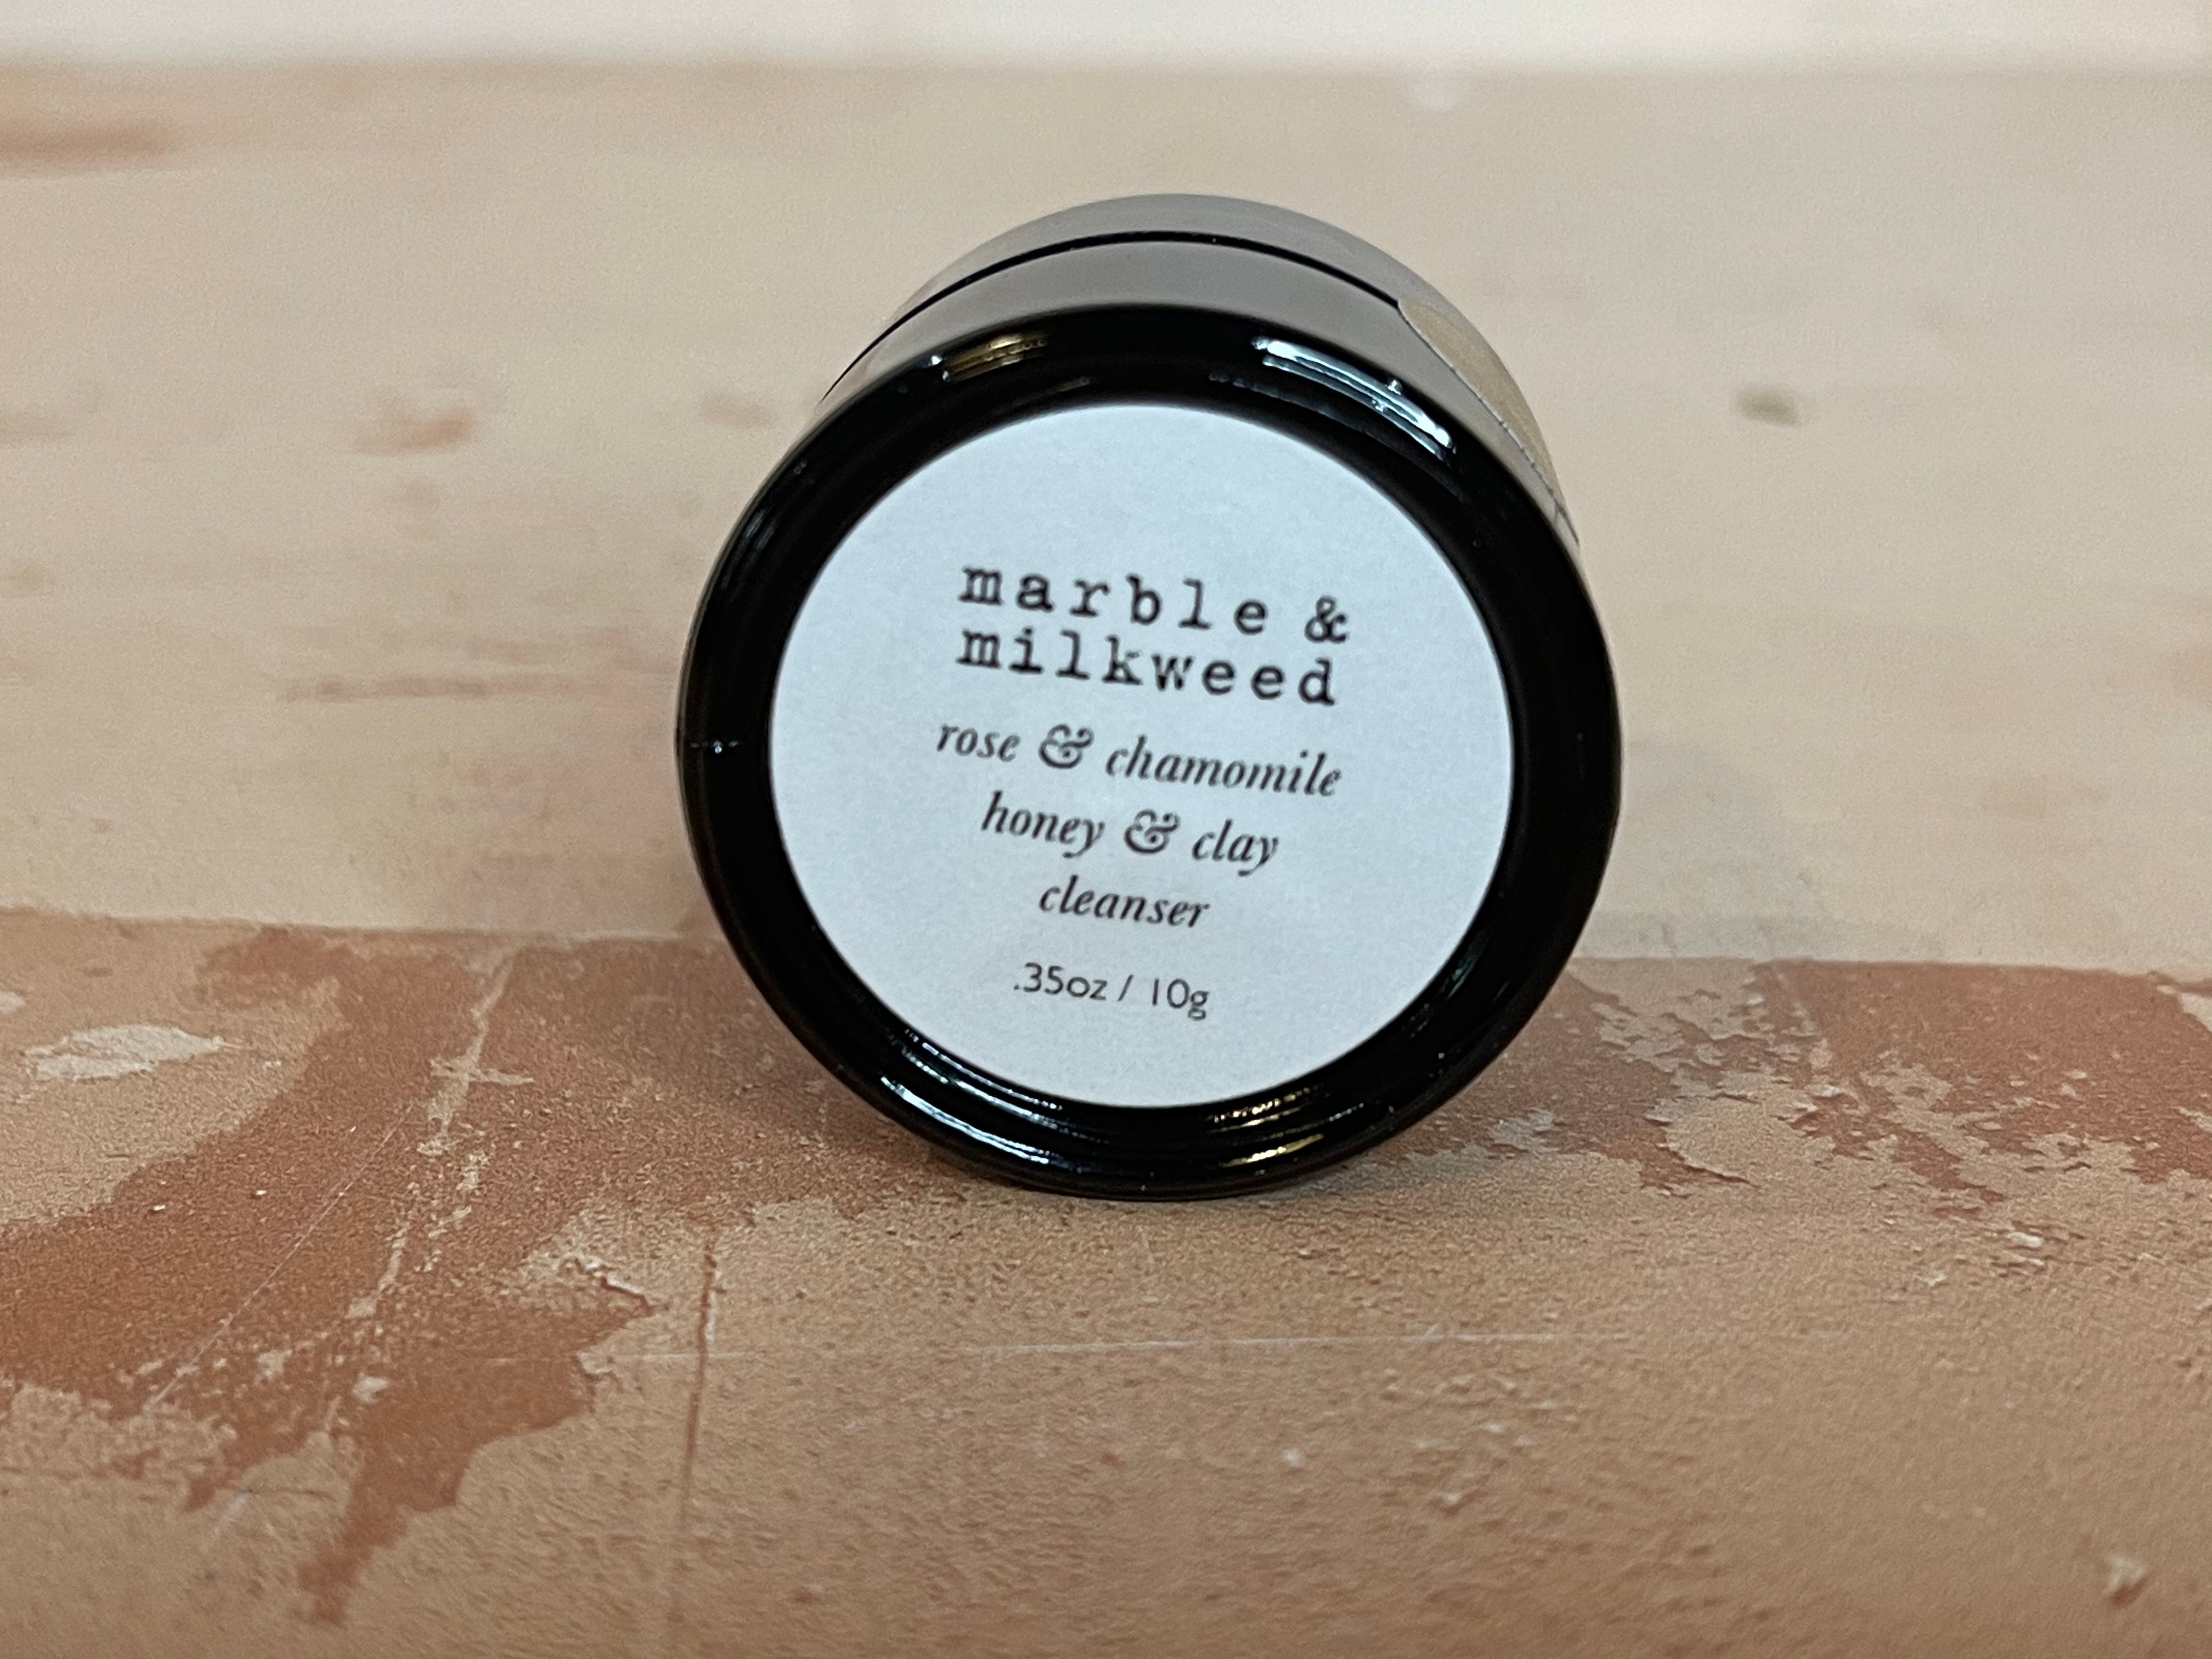 marble &
milkweed
rose & chamomile
honey & clay
cleanser
.35oz / 10g